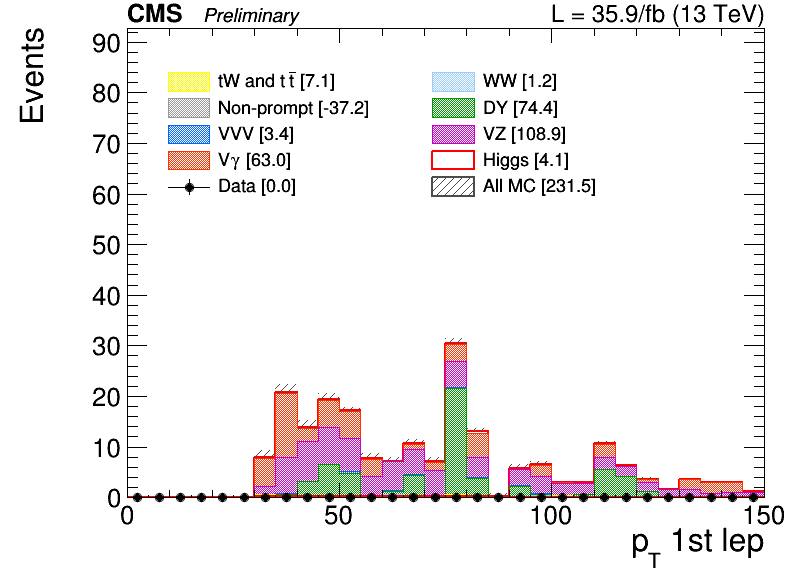 CMS Preliminary L = 35.9/fb (13 TeV)
Events
90
80
70
60
50
40
30
20
10
0
tW and t t̅ [7.1]
Non-prompt [-37.2]
VVV [3.4]
Vγ [63.0]
Data [0.0]
WW [1.2]
DY [74.4]
VZ [108.9]
Higgs [4.1]
All MC [231.5]
0 50 100 150
p_T 1st lep